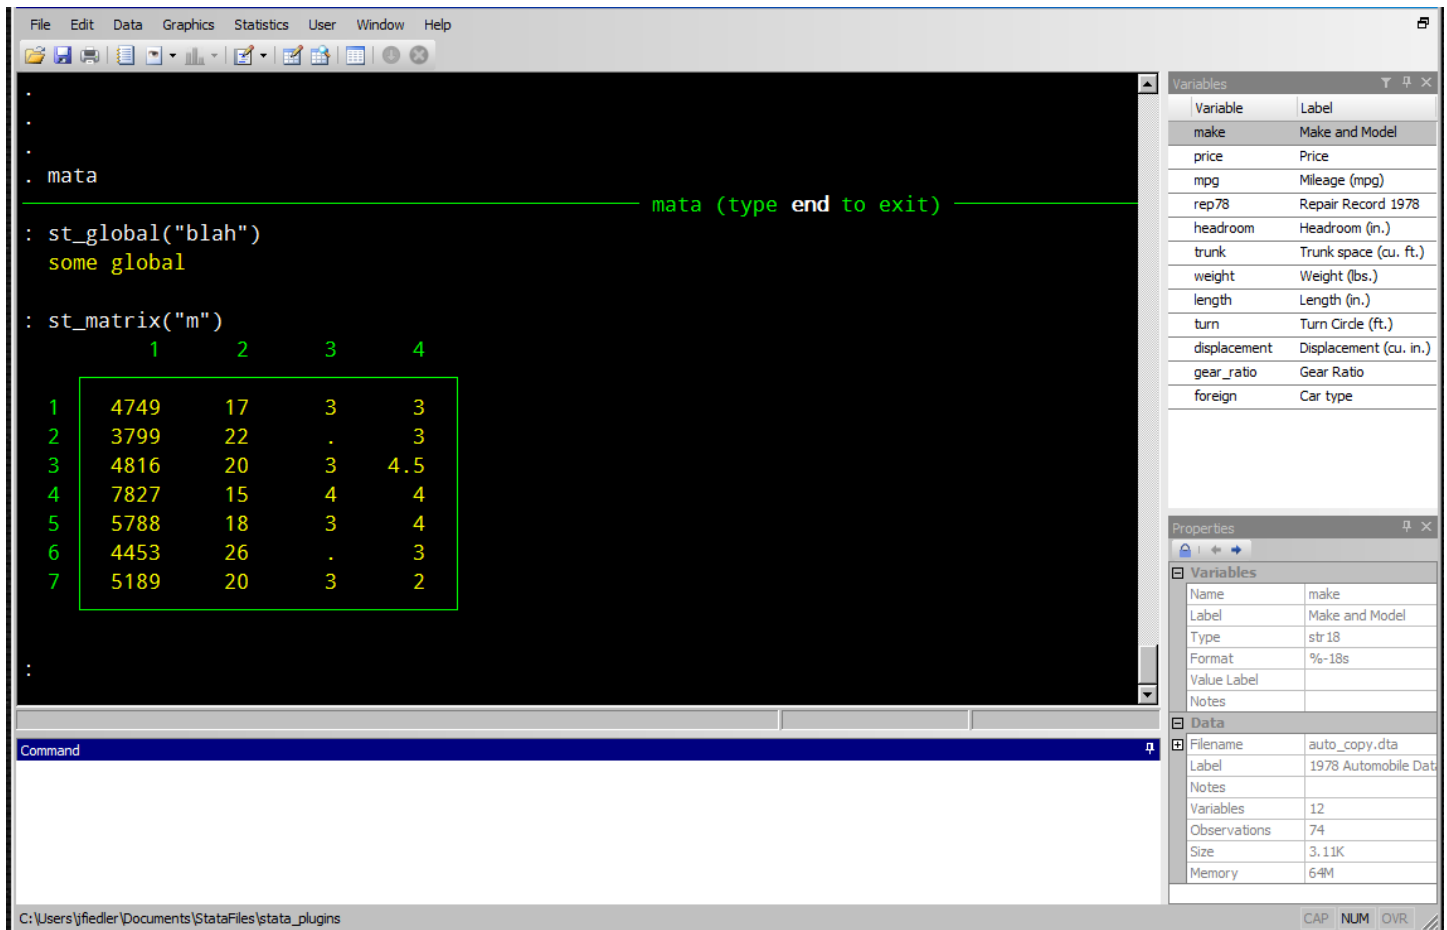 File Edit Data Graphics Statistics User Window Help
.
.
.
. mata
mata (type end to exit)
: st_global("blah")
some global
: st_matrix("m")
1 2 3 4
1 4749 17 3 3
2 3799 22 . 3
3 4816 20 3 4.5
4 7827 15 4 4
5 5788 18 3 4
6 4453 26 . 3
7 5189 20 3 2
:
Command
C:\Users\jfiedler\Documents\StataFiles\stata_plugins
Variables
Variable Label
make Make and Model
price Price
mpg Mileage (mpg)
rep78 Repair Record 1978
headroom Headroom (in.)
trunk Trunk space (cu. ft.)
weight Weight (lbs.)
length Length (in.)
turn Turn Circle (ft.)
displacement Displacement (cu. in.)
gear_ratio Gear Ratio
foreign Car type
Properties
Variables
Name make
Label Make and Model
Type str18
Format %-18s
Value Label
Notes
Data
Filename auto_copy.dta
Label 1978 Automobile Dat
Notes
Variables 12
Observations 74
Size 3.11K
Memory 64M
CAP NUM OVR